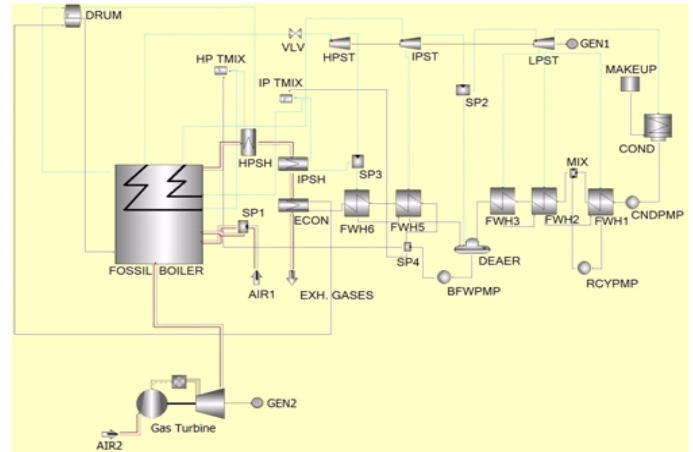 DRUM
VLV
HPST
IPST
LPST
GEN1
HP TMIX
IP TMIX
MAKEUP
SP2
COND
HPSH
IPSH
SP3
MIX
ECON
SP1
FWH6
FWH5
FWH3
FWH2
FWH1
CNDPMP
FOSSIL BOILER
SP4
DEAER
AIR1
EXH. GASES
BFWPMP
RCYPMP
GEN2
Gas Turbine
AIR2